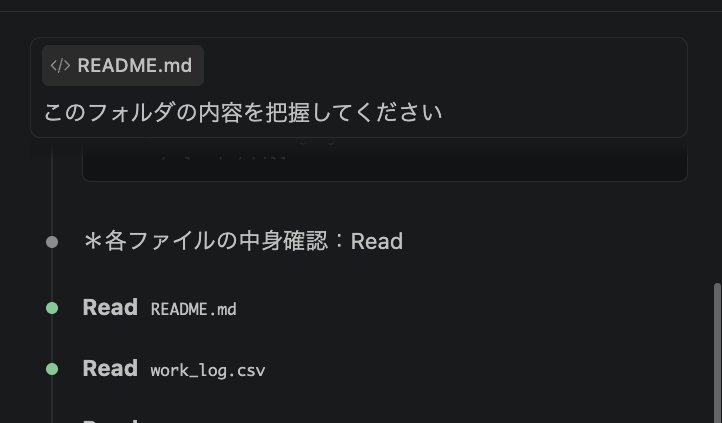 </> README.md
このフォルダの内容を把握してください
＊各ファイルの中身確認：Read
Read README.md
Read work_log.csv